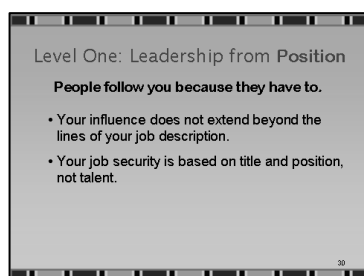 Level One: Leadership from Position
People follow you because they have to.
• Your influence does not extend beyond the
lines of your job description.
• Your job security is based on title and position,
not talent.
30